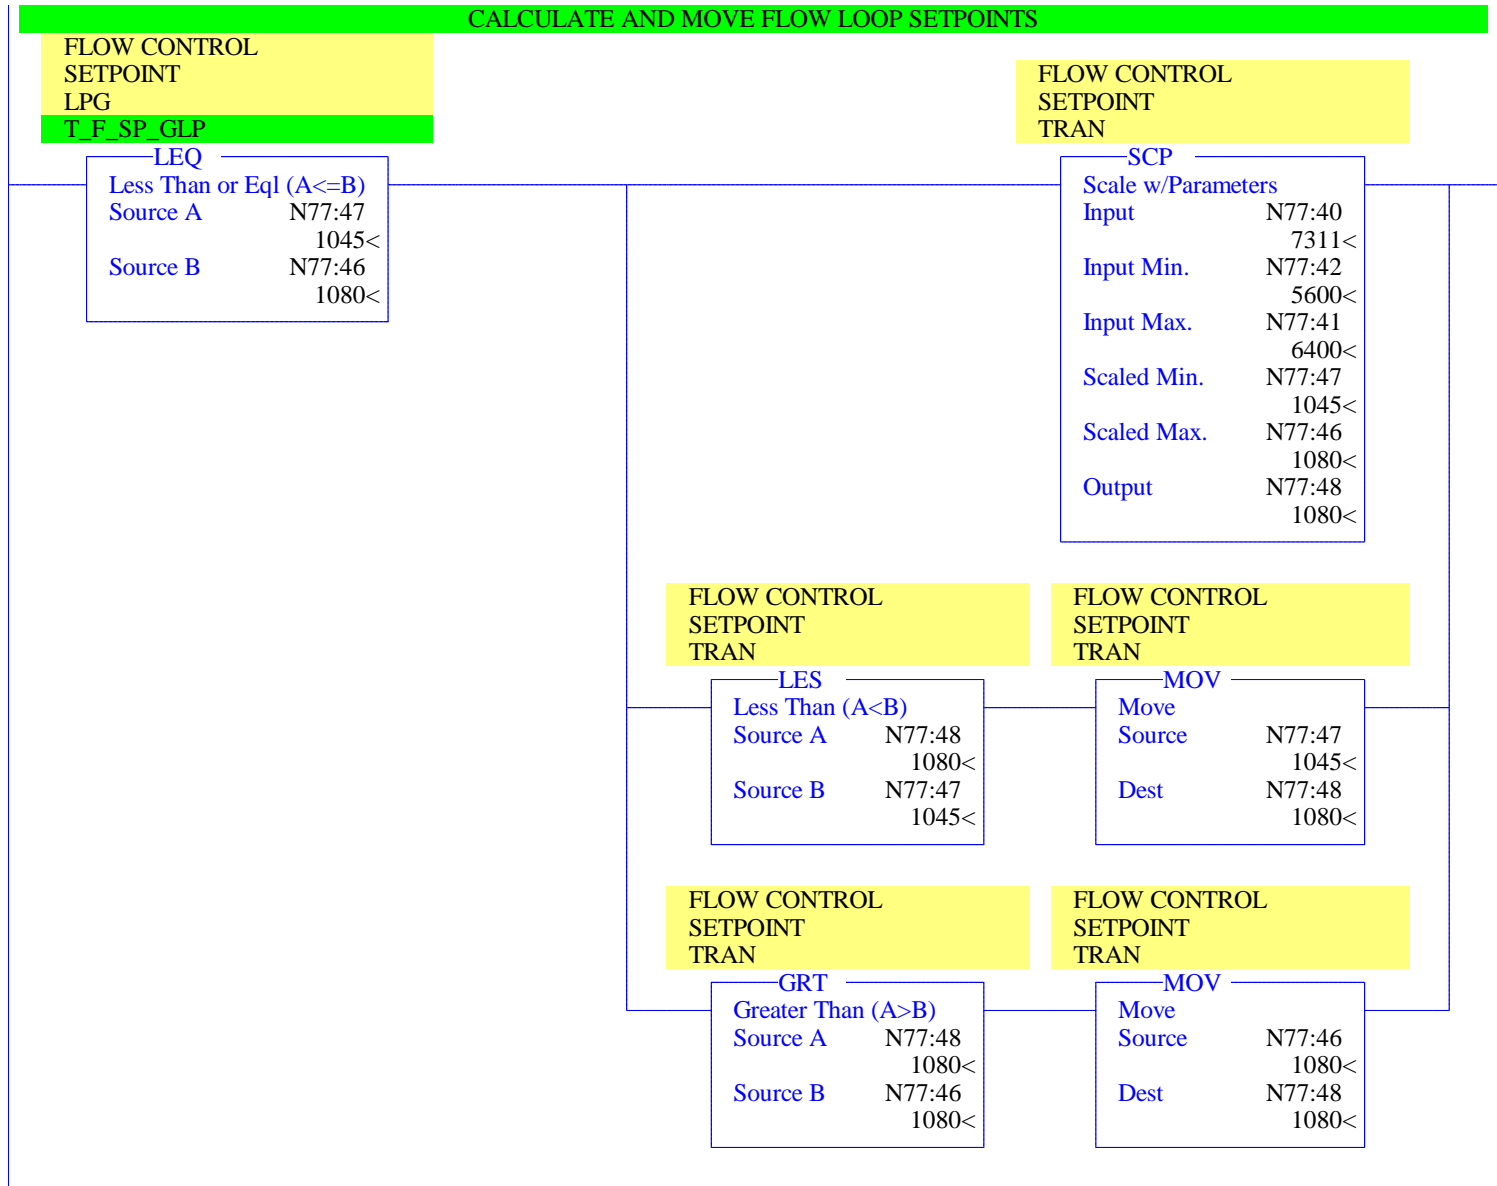 CALCULATE AND MOVE FLOW LOOP SETPOINTS
FLOW CONTROL
SETPOINT
LPG
T_F_SP_GLP
LEQ
Less Than or Eql (A<=B)
Source A N77:47
1045<
Source B N77:46
1080<
FLOW CONTROL
SETPOINT
TRAN
SCP
Scale w/Parameters
Input N77:40
7311<
Input Min. N77:42
5600<
Input Max. N77:41
6400<
Scaled Min. N77:47
1045<
Scaled Max. N77:46
1080<
Output N77:48
1080<
FLOW CONTROL
SETPOINT
TRAN
LES
Less Than (A<B)
Source A N77:48
1080<
Source B N77:47
1045<
FLOW CONTROL
SETPOINT
TRAN
MOV
Move
Source N77:47
1045<
Dest N77:48
1080<
FLOW CONTROL
SETPOINT
TRAN
GRT
Greater Than (A>B)
Source A N77:48
1080<
Source B N77:46
1080<
FLOW CONTROL
SETPOINT
TRAN
MOV
Move
Source N77:46
1080<
Dest N77:48
1080<